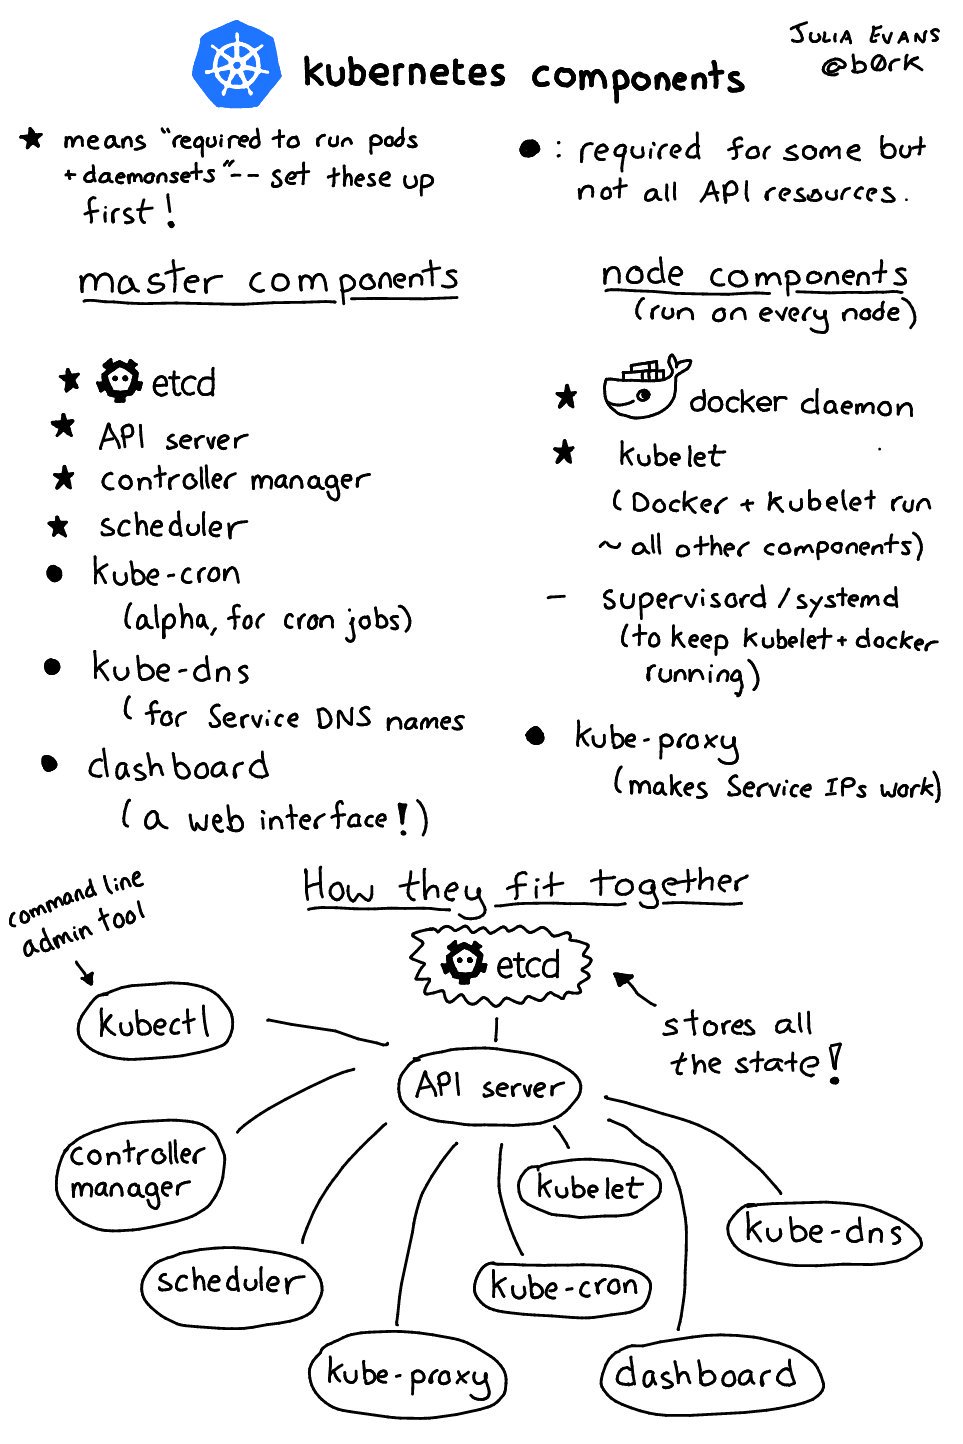 JULIA EVANS
@b0rk
kubernetes components
★ means "required to run pods
+ daemonsets" -- set these up
first!
● : required for some but
not all API resources.
master components
★ etcd
★ API server
★ controller manager
★ scheduler
● kube-cron
(alpha, for cron jobs)
● kube-dns
(for Service DNS names
● dashboard
(a web interface!)
node components
(run on every node)
★ docker daemon
★ kubelet
(Docker + kubelet run
~ all other components)
- supervisord / systemd
(to keep kubelet + docker
running)
● kube-proxy
(makes Service IPs work)
How they fit together
command line
admin tool
etcd
kubectl
stores all
the state!
API server
controller
manager
kubelet
kube-dns
scheduler
kube-cron
kube-proxy
dashboard